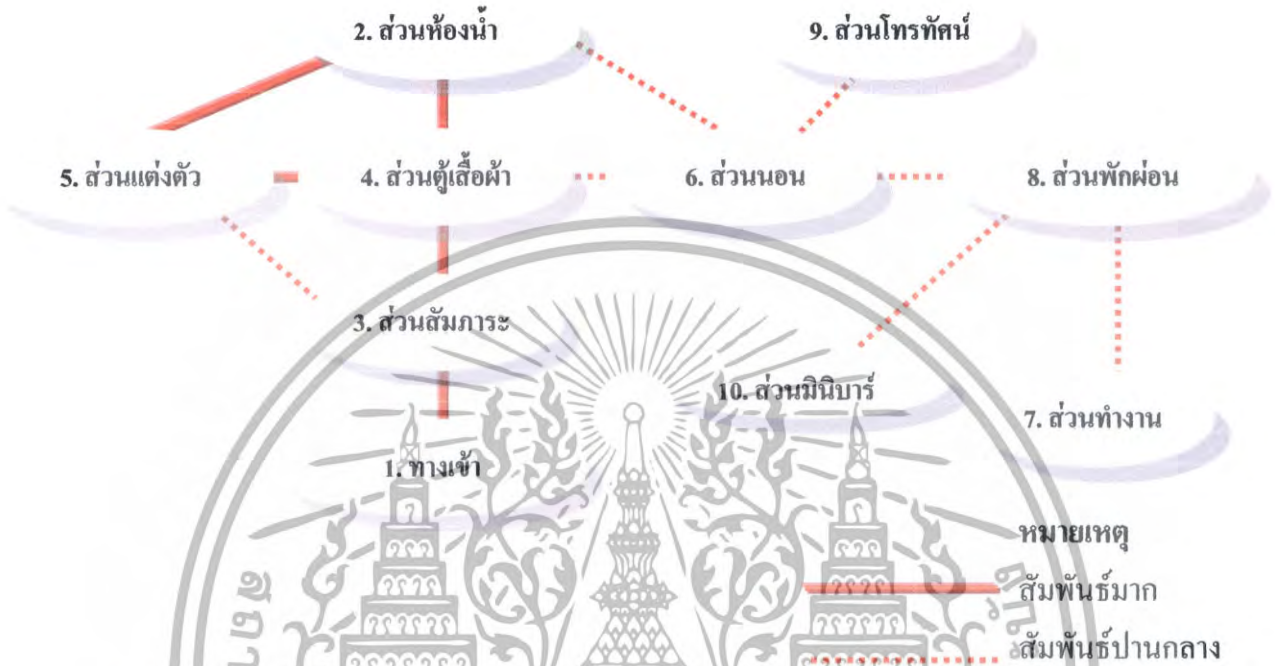 2. ส่วนห้องน้ำ
9. ส่วนโทรทัศน์
5. ส่วนแต่งตัว
4. ส่วนตู้เสื้อผ้า
6. ส่วนนอน
8. ส่วนพักผ่อน
3. ส่วนสัมภาระ
10. ส่วนมินิบาร์
7. ส่วนทำงาน
1. ทางเข้า
หมายเหตุ
สัมพันธ์มาก
สัมพันธ์ปานกลาง